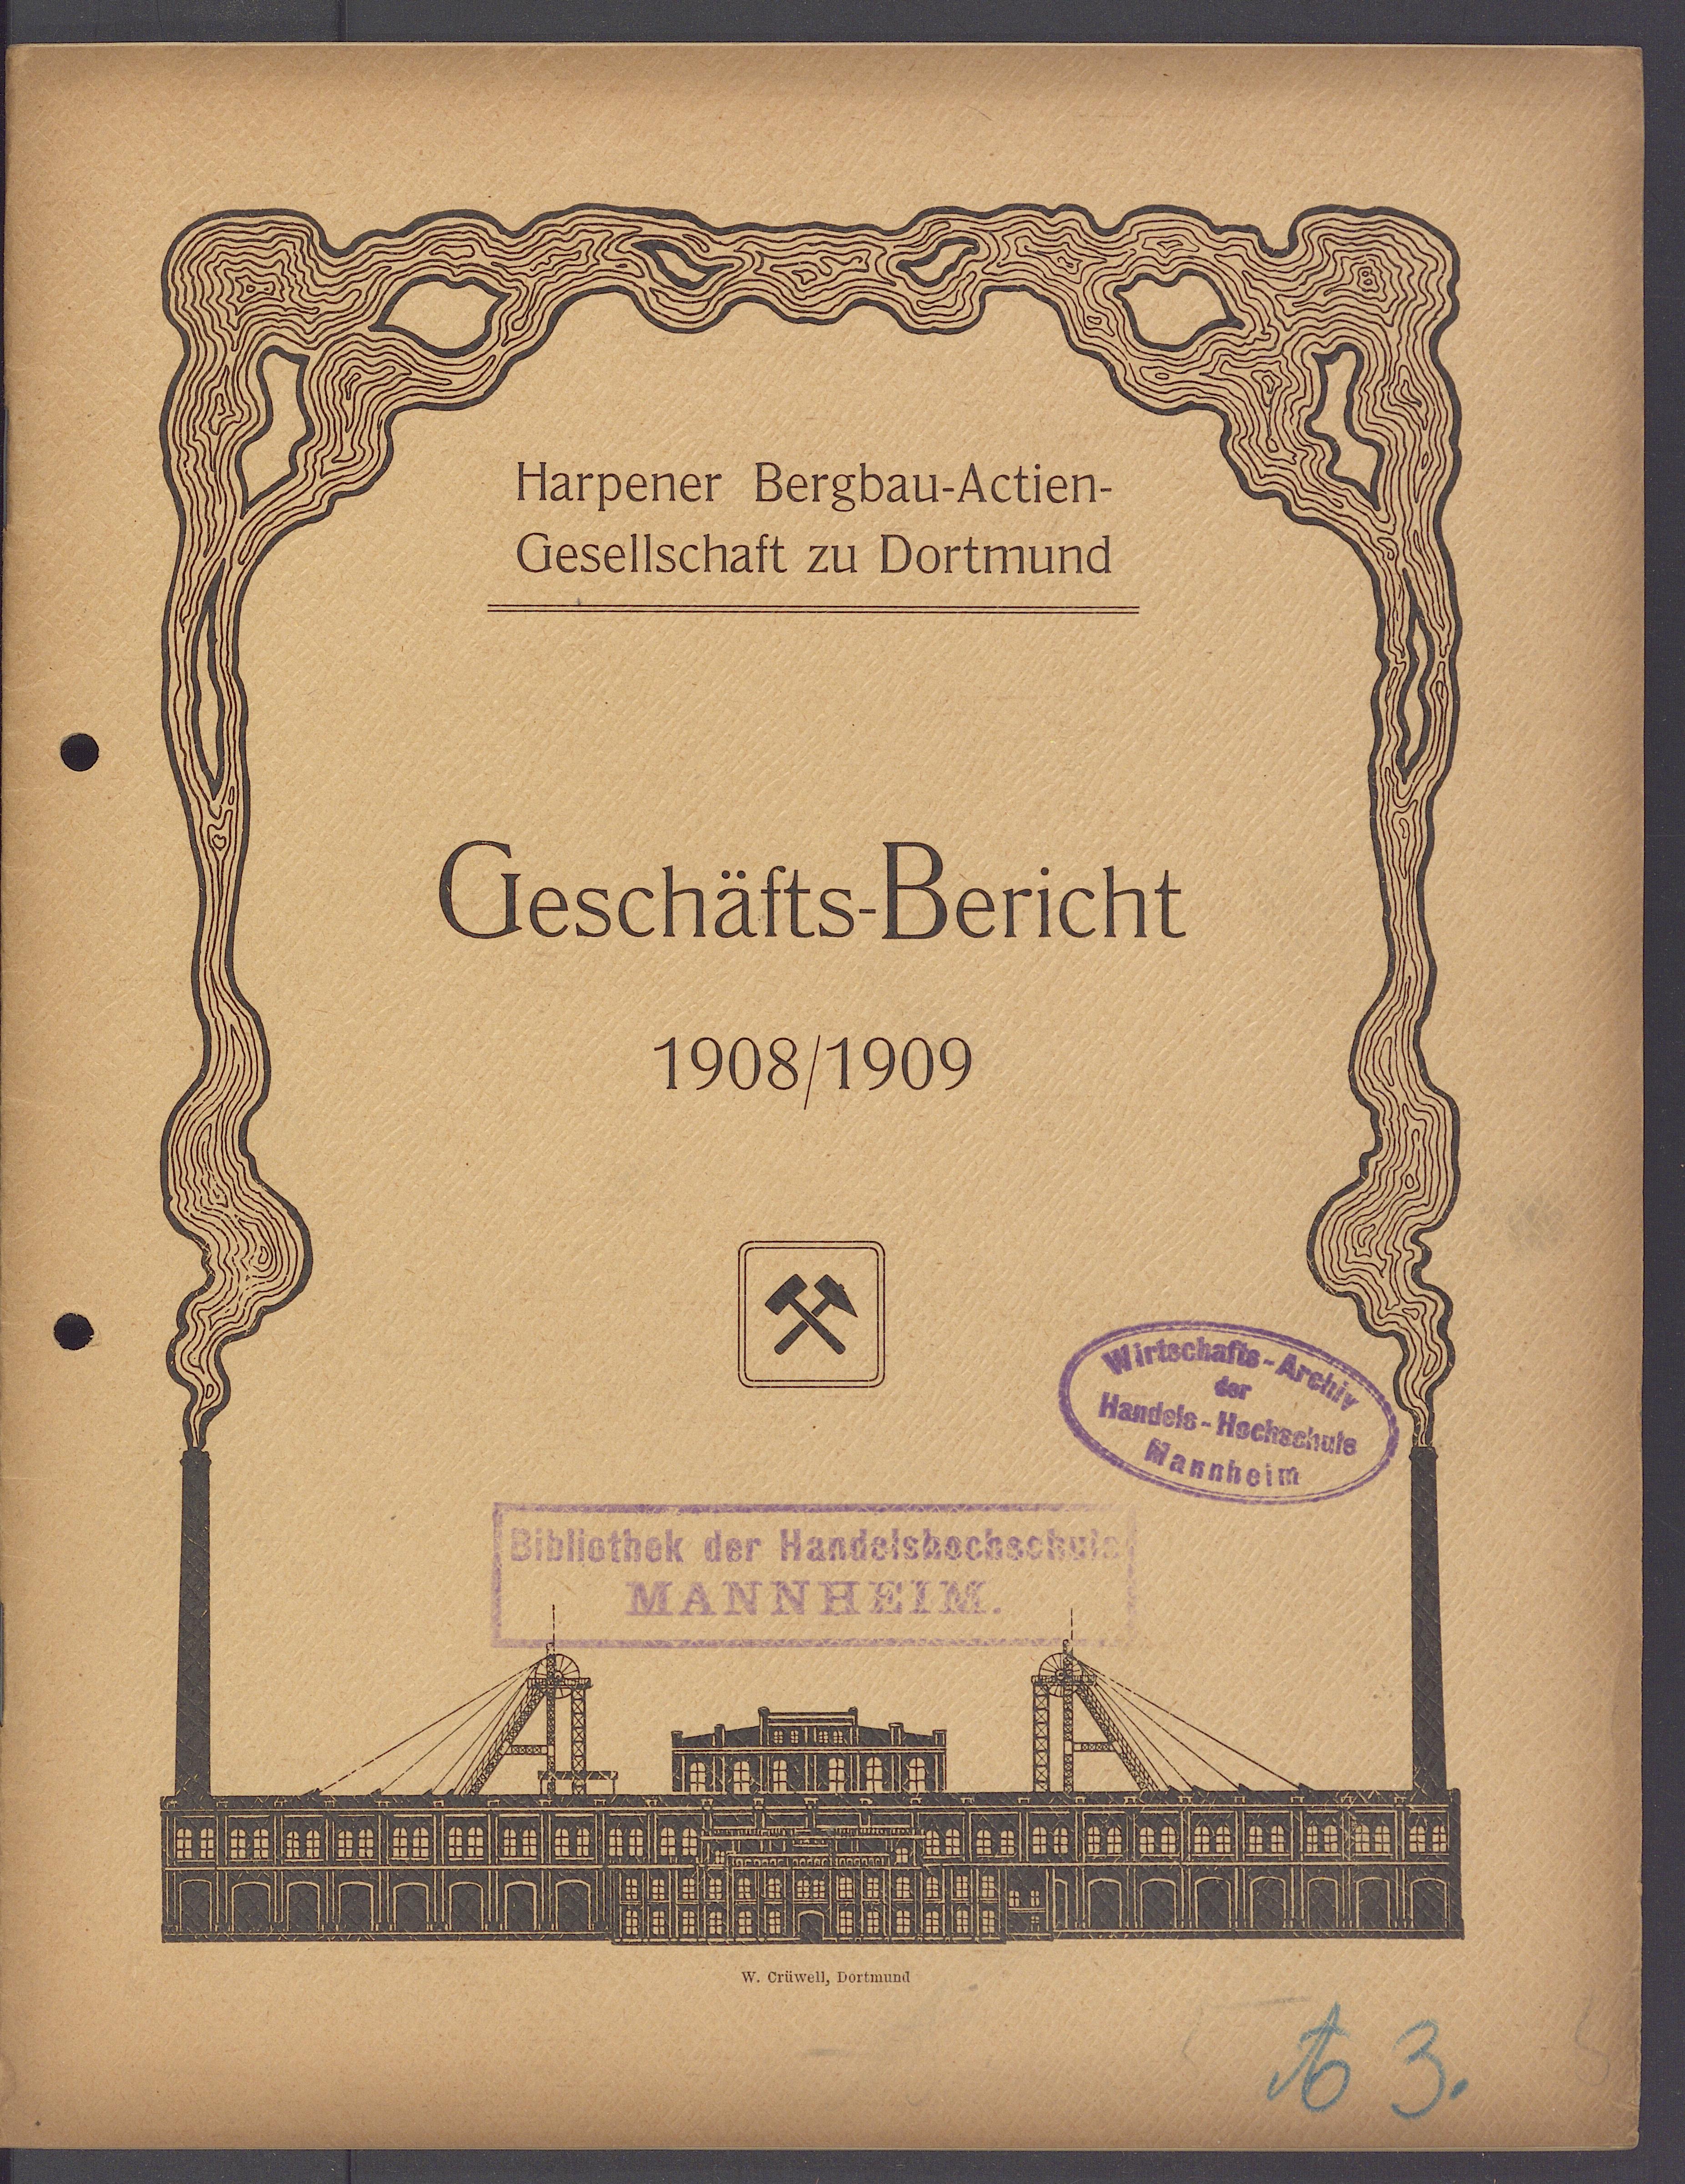 Harpener Bergbau-Actien-
Gesellschaft zu Dortmund
Geschäfts-Bericht
1908/1909
Wirtschafts-Archiv
der
Handels-Hochschule
Mannheim
Bibliothek der Handelshochschule
MANNHEIM.
W. Crüwell, Dortmund
3.